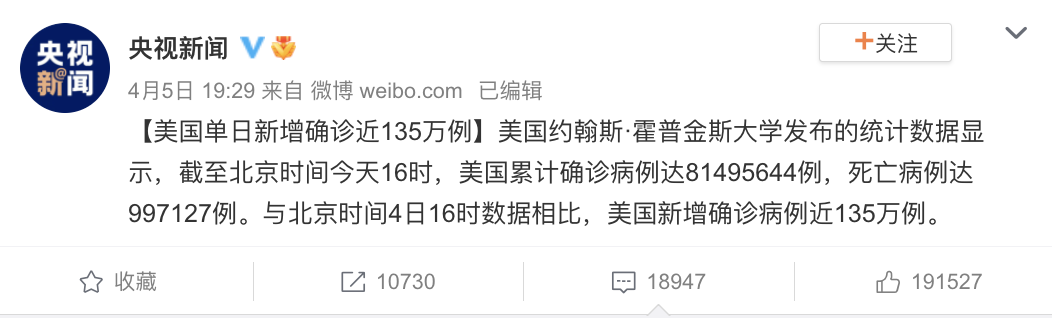 央视新闻
央视
新@闻
+关注
4月5日 19:29 来自 微博 weibo.com 已编辑
【美国单日新增确诊近135万例】美国约翰斯·霍普金斯大学发布的统计数据显
示，截至北京时间今天16时，美国累计确诊病例达81495644例，死亡病例达
997127例。与北京时间4日16时数据相比，美国新增确诊病例近135万例。
收藏
10730
18947
191527